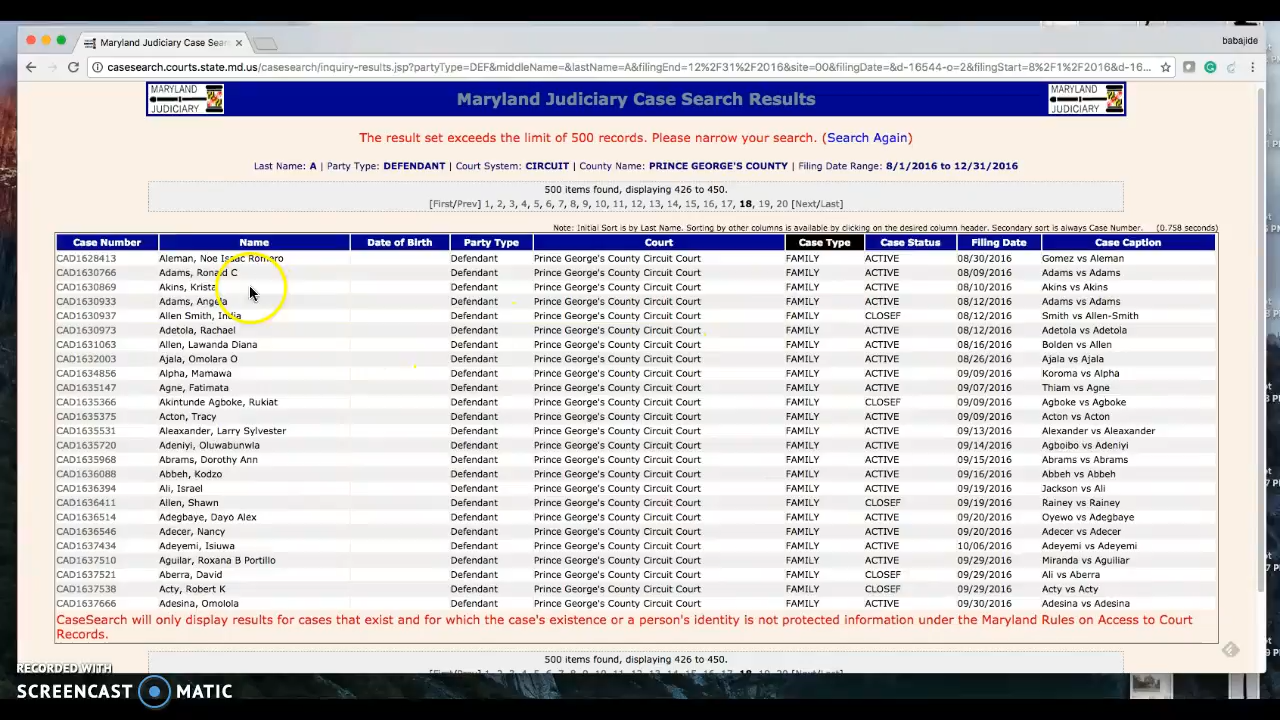 Maryland Judiciary Case Sear
babajide
casesearch.courts.state.md.us/casesearch/inquiry-results.jsp?partyType=DEF&middleName=&lastName=A&filingEnd=12%2F31%2F2016&site=00&filingDate=&d-16544-o=2&filingStart=8%2F1%2F2016&d-16...
MARYLAND JUDICIARY Maryland Judiciary Case Search Results MARYLAND JUDICIARY
The result set exceeds the limit of 500 records. Please narrow your search. (Search Again)
Last Name: A | Party Type: DEFENDANT | Court System: CIRCUIT | County Name: PRINCE GEORGE'S COUNTY | Filing Date Range: 8/1/2016 to 12/31/2016
500 items found, displaying 426 to 450.
[First/Prev] 1, 2, 3, 4, 5, 6, 7, 8, 9, 10, 11, 12, 13, 14, 15, 16, 17, 18, 19, 20 [Next/Last]
Note: Initial Sort is by Last Name. Sorting by other columns is available by clicking on the desired column header. Secondary sort is always Case Number. (0.758 seconds)
Case Number Name Date of Birth Party Type Court Case Type Case Status Filing Date Case Caption
CAD1628413 Aleman, Noe Isaac Romero Defendant Prince George's County Circuit Court FAMILY ACTIVE 08/30/2016 Gomez vs Aleman
CAD1630766 Adams, Ronald C Defendant Prince George's County Circuit Court FAMILY ACTIVE 08/09/2016 Adams vs Adams
CAD1630869 Akins, Krista Defendant Prince George's County Circuit Court FAMILY ACTIVE 08/10/2016 Akins vs Akins
CAD1630933 Adams, Angela Defendant Prince George's County Circuit Court FAMILY ACTIVE 08/12/2016 Adams vs Adams
CAD1630937 Allen Smith, India Defendant Prince George's County Circuit Court FAMILY CLOSEF 08/12/2016 Smith vs Allen-Smith
CAD1630973 Adetola, Rachael Defendant Prince George's County Circuit Court FAMILY ACTIVE 08/12/2016 Adetola vs Adetola
CAD1631063 Allen, Lawanda Diana Defendant Prince George's County Circuit Court FAMILY ACTIVE 08/16/2016 Bolden vs Allen
CAD1632003 Ajala, Omolara O Defendant Prince George's County Circuit Court FAMILY ACTIVE 08/26/2016 Ajala vs Ajala
CAD1634856 Alpha, Mamawa Defendant Prince George's County Circuit Court FAMILY ACTIVE 09/09/2016 Koroma vs Alpha
CAD1635147 Agne, Fatimata Defendant Prince George's County Circuit Court FAMILY ACTIVE 09/07/2016 Thiam vs Agne
CAD1635366 Akintunde Agboke, Rukiat Defendant Prince George's County Circuit Court FAMILY CLOSEF 09/09/2016 Agboke vs Agboke
CAD1635375 Acton, Tracy Defendant Prince George's County Circuit Court FAMILY ACTIVE 09/09/2016 Acton vs Acton
CAD1635531 Aleaxander, Larry Sylvester Defendant Prince George's County Circuit Court FAMILY ACTIVE 09/13/2016 Alexander vs Aleaxander
CAD1635720 Adeniyi, Oluwabunwla Defendant Prince George's County Circuit Court FAMILY ACTIVE 09/14/2016 Agboibo vs Adeniyi
CAD1635968 Abrams, Dorothy Ann Defendant Prince George's County Circuit Court FAMILY ACTIVE 09/15/2016 Abrams vs Abrams
CAD1636088 Abbeh, Kodzo Defendant Prince George's County Circuit Court FAMILY ACTIVE 09/16/2016 Abbeh vs Abbeh
CAD1636394 Ali, Israel Defendant Prince George's County Circuit Court FAMILY ACTIVE 09/19/2016 Jackson vs Ali
CAD1636411 Allen, Shawn Defendant Prince George's County Circuit Court FAMILY CLOSEF 09/19/2016 Rainey vs Rainey
CAD1636514 Adegbaye, Dayo Alex Defendant Prince George's County Circuit Court FAMILY ACTIVE 09/20/2016 Oyewo vs Adegbaye
CAD1636546 Adecer, Nancy Defendant Prince George's County Circuit Court FAMILY ACTIVE 09/20/2016 Adecer vs Adecer
CAD1637434 Adeyemi, Isiuwa Defendant Prince George's County Circuit Court FAMILY ACTIVE 10/06/2016 Adeyemi vs Adeyemi
CAD1637510 Aguilar, Roxana B Portillo Defendant Prince George's County Circuit Court FAMILY ACTIVE 09/29/2016 Miranda vs Aguiliar
CAD1637521 Aberra, David Defendant Prince George's County Circuit Court FAMILY CLOSEF 09/29/2016 Ali vs Aberra
CAD1637538 Acty, Robert K Defendant Prince George's County Circuit Court FAMILY CLOSEF 09/29/2016 Acty vs Acty
CAD1637666 Adesina, Omolola Defendant Prince George's County Circuit Court FAMILY ACTIVE 09/30/2016 Adesina vs Adesina
CaseSearch will only display results for cases that exist and for which the case's existence or a person's identity is not protected information under the Maryland Rules on Access to Court
Records.
500 items found, displaying 426 to 450.
[First/Prev] 1, 2, 3, 4, 5, 6, 7, 8, 9, 10, 11, 12, 13, 14, 15, 16, 17, 18, 19, 20 [Next/Last]
RECORDED WITH
SCREENCAST MATIC